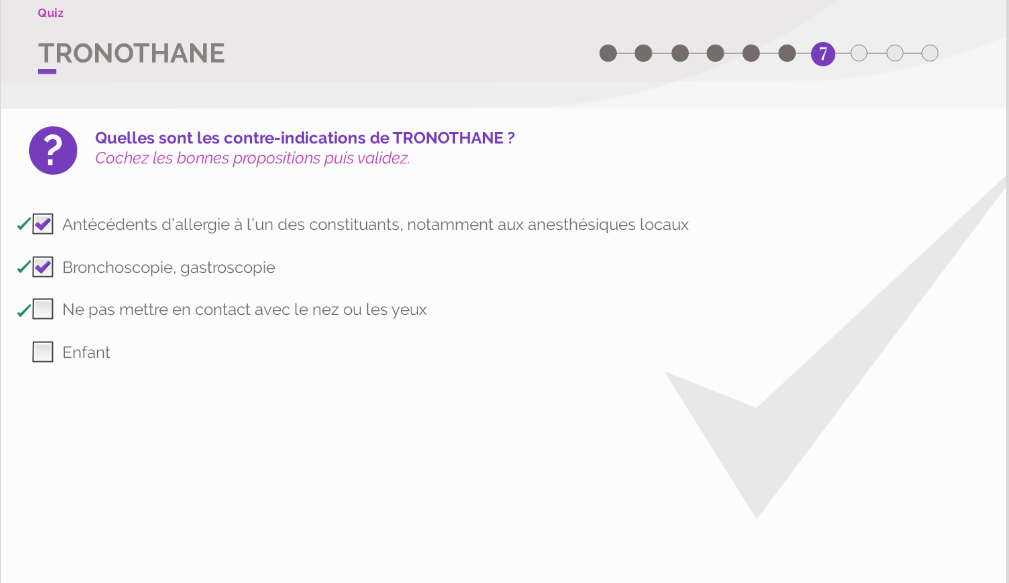 Quiz
TRONOTHANE
7
?
Quelles sont les contre-indications de TRONOTHANE ?
Cochez les bonnes propositions puis validez.
Antécédents d'allergie à l'un des constituants, notamment aux anesthésiques locaux
Bronchoscopie, gastroscopie
Ne pas mettre en contact avec le nez ou les yeux
Enfant